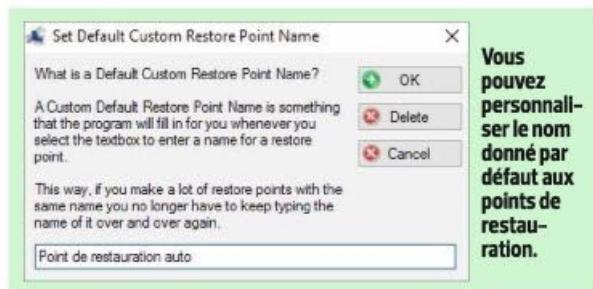 Set Default Custom Restore Point Name
What is a Default Custom Restore Point Name?
OK
A Custom Default Restore Point Name is something
that the program will fill in for you whenever you
select the textbox to enter a name for a restore
point.
Delete
Cancel
This way, if you make a lot of restore points with the
same name you no longer have to keep typing the
name of it over and over again.
Point de restauration auto
Vous
pouvez
personnali-
ser le nom
donné par
défaut aux
points de
restau-
ration.